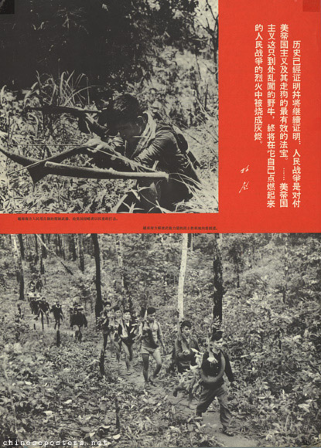 历史已经证明并将继续证明，人民战争是对付
美帝国主义及其走狗的最有效的法宝。……美帝国
主义这只到处乱闯的野牛，终将在它自己点燃起来
的人民战争的烈火中被烧成灰烬。
林彪
chineseposters.net